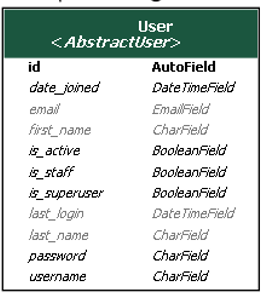 User
<AbstractUser>
id AutoField
date_joined DateTimeField
email EmailField
first_name CharField
is_active BooleanField
is_staff BooleanField
is_superuser BooleanField
last_login DateTimeField
last_name CharField
password CharField
username CharField